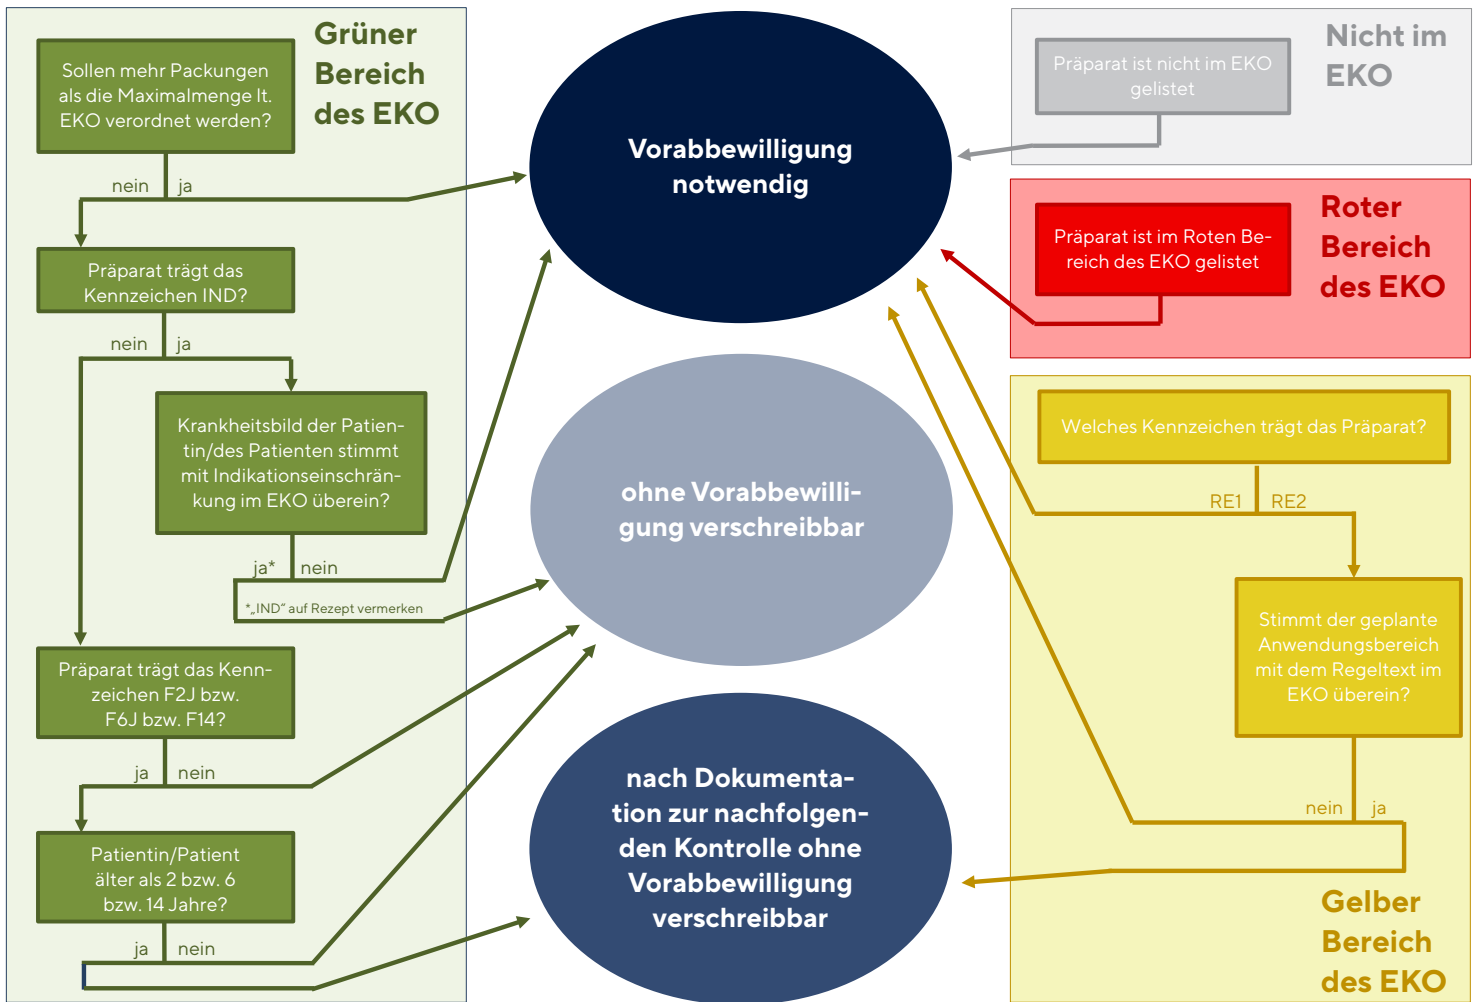 Grüner
Bereich
des EKO
Sollen mehr Packungen
als die Maximalmenge lt.
EKO verordnet werden?
nein
ja
Präparat trägt das
Kennzeichen IND?
nein
ja
Krankheitsbild der Patien-
tin/des Patienten stimmt
mit Indikationseinschrän-
kung im EKO überein?
ja*
nein
*„IND“ auf Rezept vermerken
Präparat trägt das Kenn-
zeichen F2J bzw.
F6J bzw. F14?
ja
nein
Patientin/Patient
älter als 2 bzw. 6
bzw. 14 Jahre?
ja
nein
Vorabbewilligung
notwendig
ohne Vorabbewilli-
gung verschreibbar
nach Dokumenta-
tion zur nachfolgen-
den Kontrolle ohne
Vorabbewilligung
verschreibbar
Nicht im
EKO
Präparat ist nicht im EKO
gelistet
Roter
Bereich
des EKO
Präparat ist im Roten Be-
reich des EKO gelistet
Welches Kennzeichen trägt das Präparat?
RE1
RE2
Stimmt der geplante
Anwendungsbereich
mit dem Regeltext im
EKO überein?
nein
ja
Gelber
Bereich
des EKO